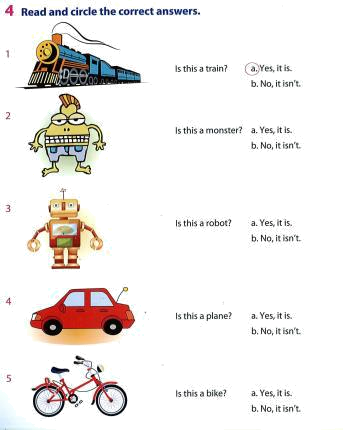 4 Read and circle the correct answers.
1
Is this a train? a. Yes, it is.
b. No, it isn't.
2
Is this a monster? a. Yes, it is.
b. No, it isn't.
3
Is this a robot? a. Yes, it is.
b. No, it isn't.
4
Is this a plane? a. Yes, it is.
b. No, it isn't.
5
Is this a bike? a. Yes, it is.
b. No, it isn't.